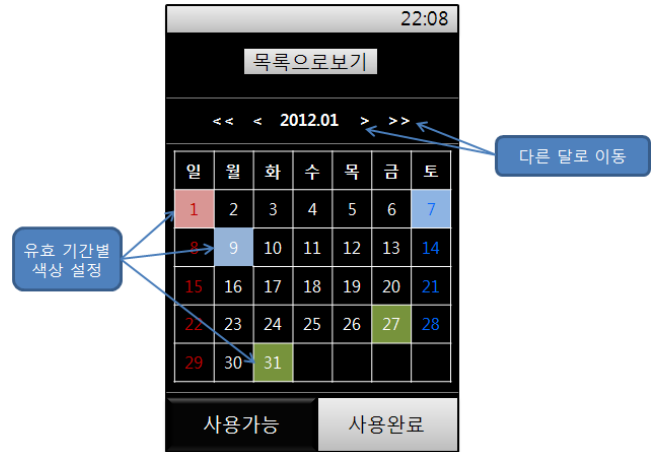 22:08
목록으로보기
<< < 2012.01 > >>
다른 달로 이동
일 월 화 수 목 금 토
1 2 3 4 5 6 7
8 9 10 11 12 13 14
유효 기간별
색상 설정
15 16 17 18 19 20 21
22 23 24 25 26 27 28
29 30 31
사용가능 사용완료